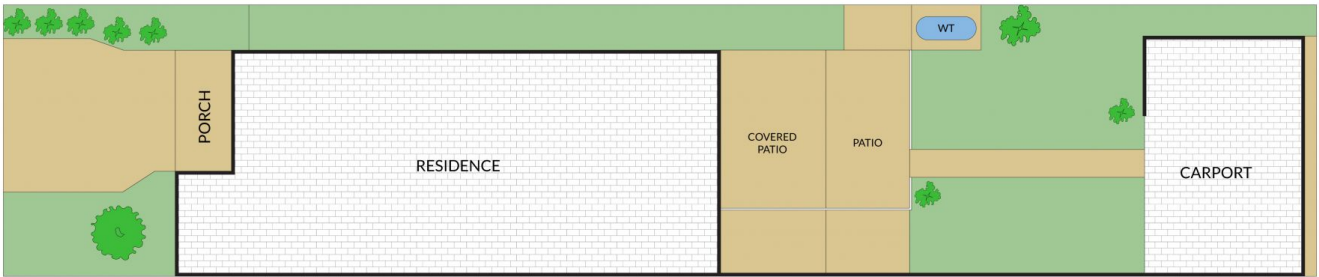 WT
PORCH
COVERED
PATIO
PATIO
RESIDENCE
CARPORT